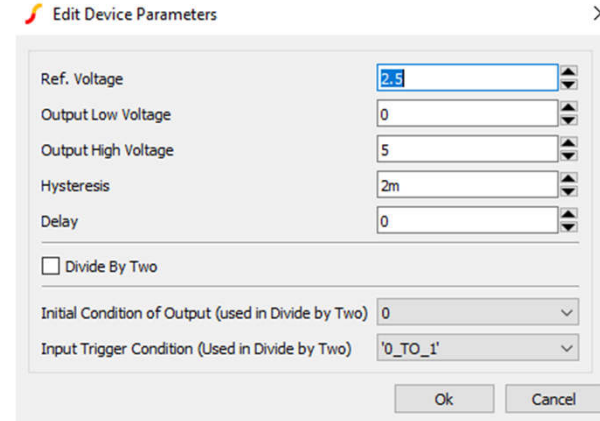 Edit Device Parameters
Ref. Voltage 2.5
Output Low Voltage 0
Output High Voltage 5
Hysteresis 2m
Delay 0
Divide By Two
Initial Condition of Output (used in Divide by Two) 0
Input Trigger Condition (Used in Divide by Two) '0_TO_1'
Ok Cancel